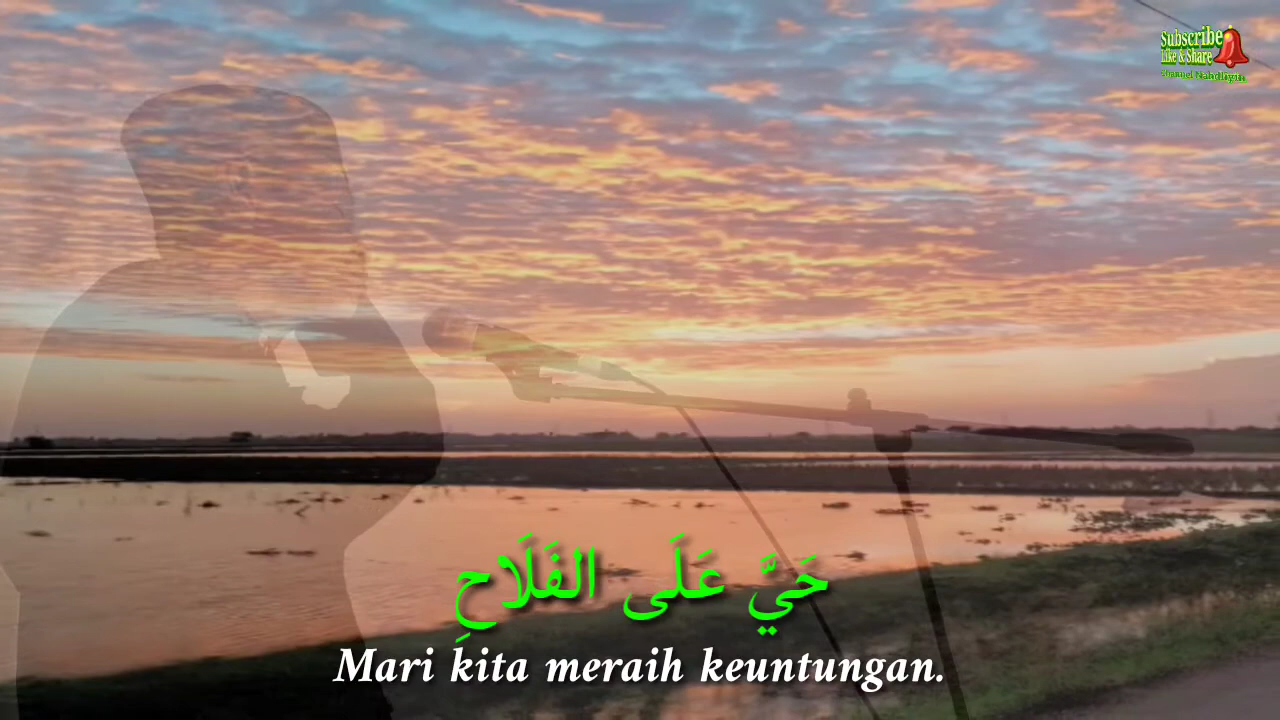 Subscribe
Like & Share
حَيَّ عَلَى الفَلَاحِ
Mari kita meraih keuntungan.